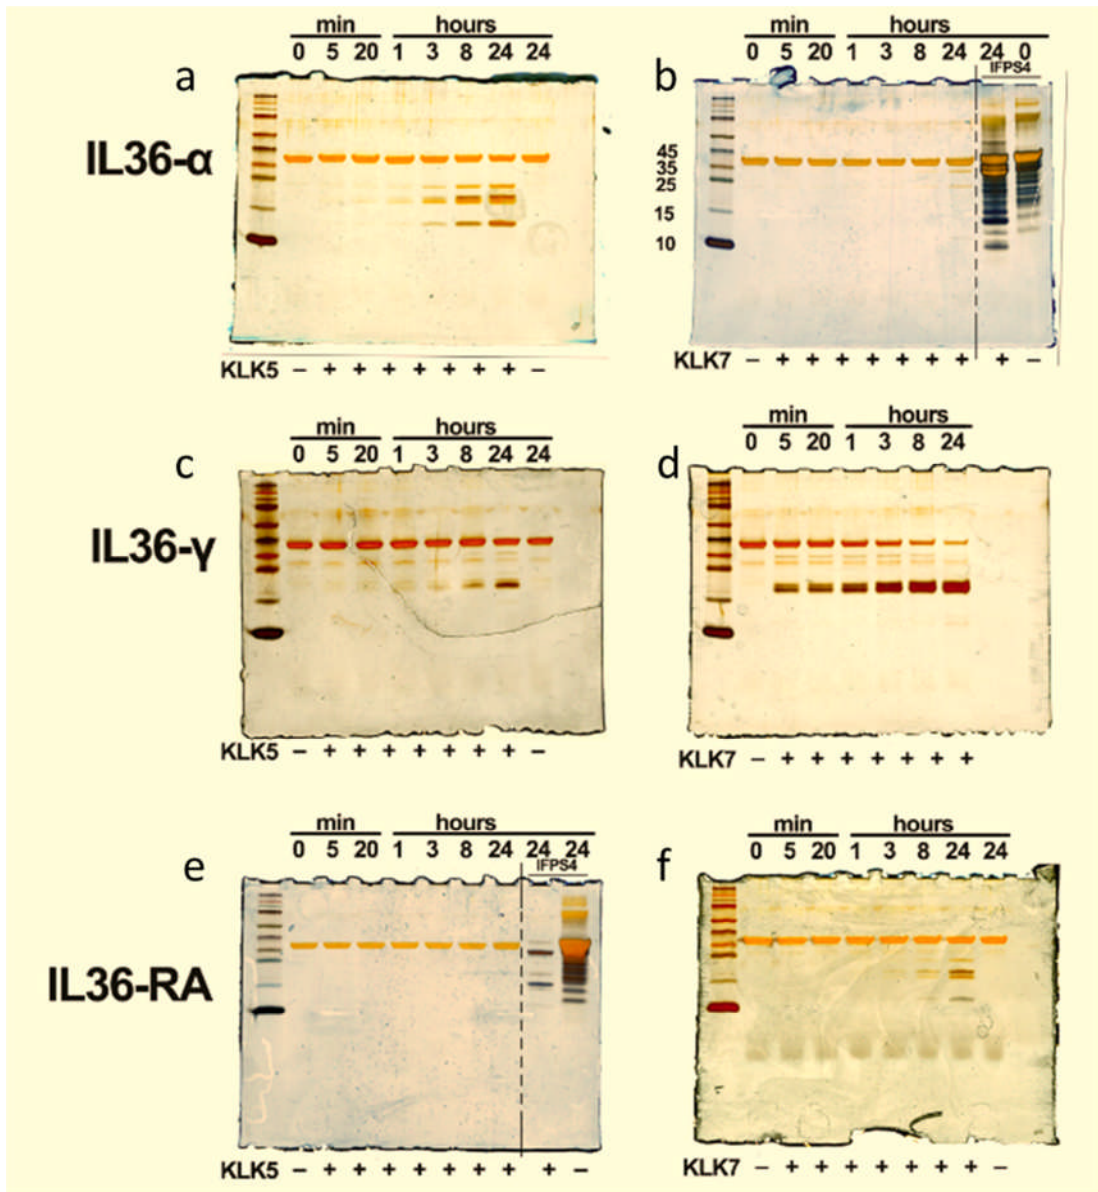 min hours
0 5 20 1 3 8 24 24
a
IL36-α
KLK5 – + + + + + + + –
min hours
0 5 20 1 3 8 24 24 0
IFPS4
b
45
35
25
15
10
KLK7 – + + + + + + + –
min hours
0 5 20 1 3 8 24 24
c
IL36-γ
KLK5 – + + + + + + + –
min hours
0 5 20 1 3 8 24
d
KLK7 – + + + + + + +
min hours
0 5 20 1 3 8 24 24 24
IFPS4
e
IL36-RA
KLK5 – + + + + + + + + –
min hours
0 5 20 1 3 8 24 24
f
KLK7 – + + + + + + + –